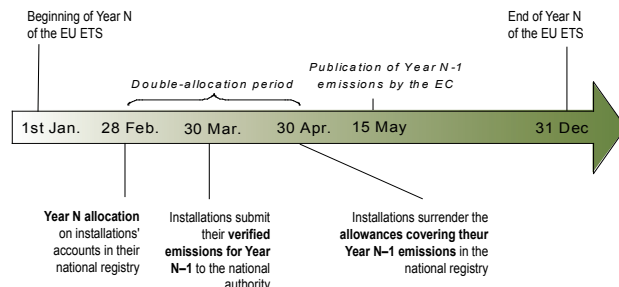 Beginning of Year N
of the EU ETS
End of Year N
of the EU ETS
Publication of Year N-1
emissions by the EC
Double-allocation period
1st Jan. 28 Feb. 30 Mar. 30 Apr. 15 May 31 Dec
Year N allocation
on installations'
accounts in their
national registry
Installations submit
their verified
emissions for Year
N–1 to the national
authority
Installations surrender the
allowances covering theur
Year N–1 emissions in the
national registry